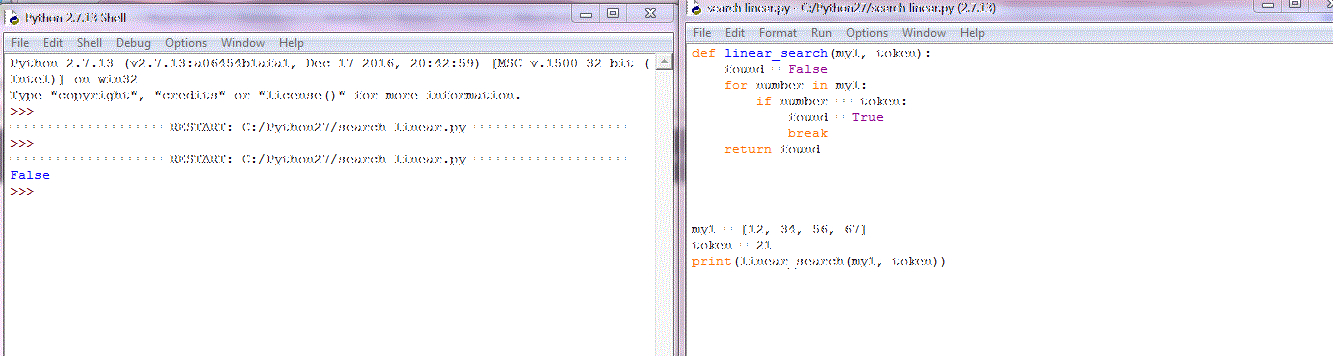 Python 2.7.13 Shell
File Edit Shell Debug Options Window Help
Python 2.7.13 (v2.7.13:a06454b1afa1, Dec 17 2016, 20:42:59) [MSC v.1500 32 bit (
Intel)] on win32
Type "copyright", "credits" or "license()" for more information.
>>>
==================== RESTART: C:/Python27/search linear.py ====================
>>>
==================== RESTART: C:/Python27/search linear.py ====================
False
>>>
search linear.py - C:/Python27/search linear.py (2.7.13)
File Edit Format Run Options Window Help
def linear_search(myl, token):
    found = False
    for number in myl:
        if number == token:
            found = True
            break
    return found
myl = [12, 34, 56, 67]
token = 21
print(linear_search(myl, token))